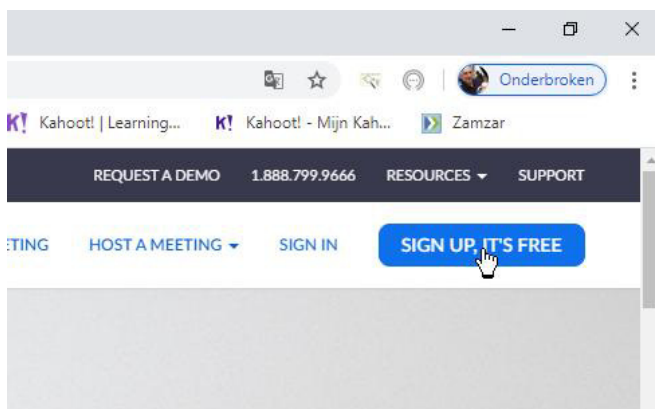 Onderbroken
K! Kahoot! | Learning... K! Kahoot! - Mijn Kah... Zamzar
REQUEST A DEMO 1.888.799.9666 RESOURCES SUPPORT
ETING HOST A MEETING SIGN IN SIGN UP, IT'S FREE